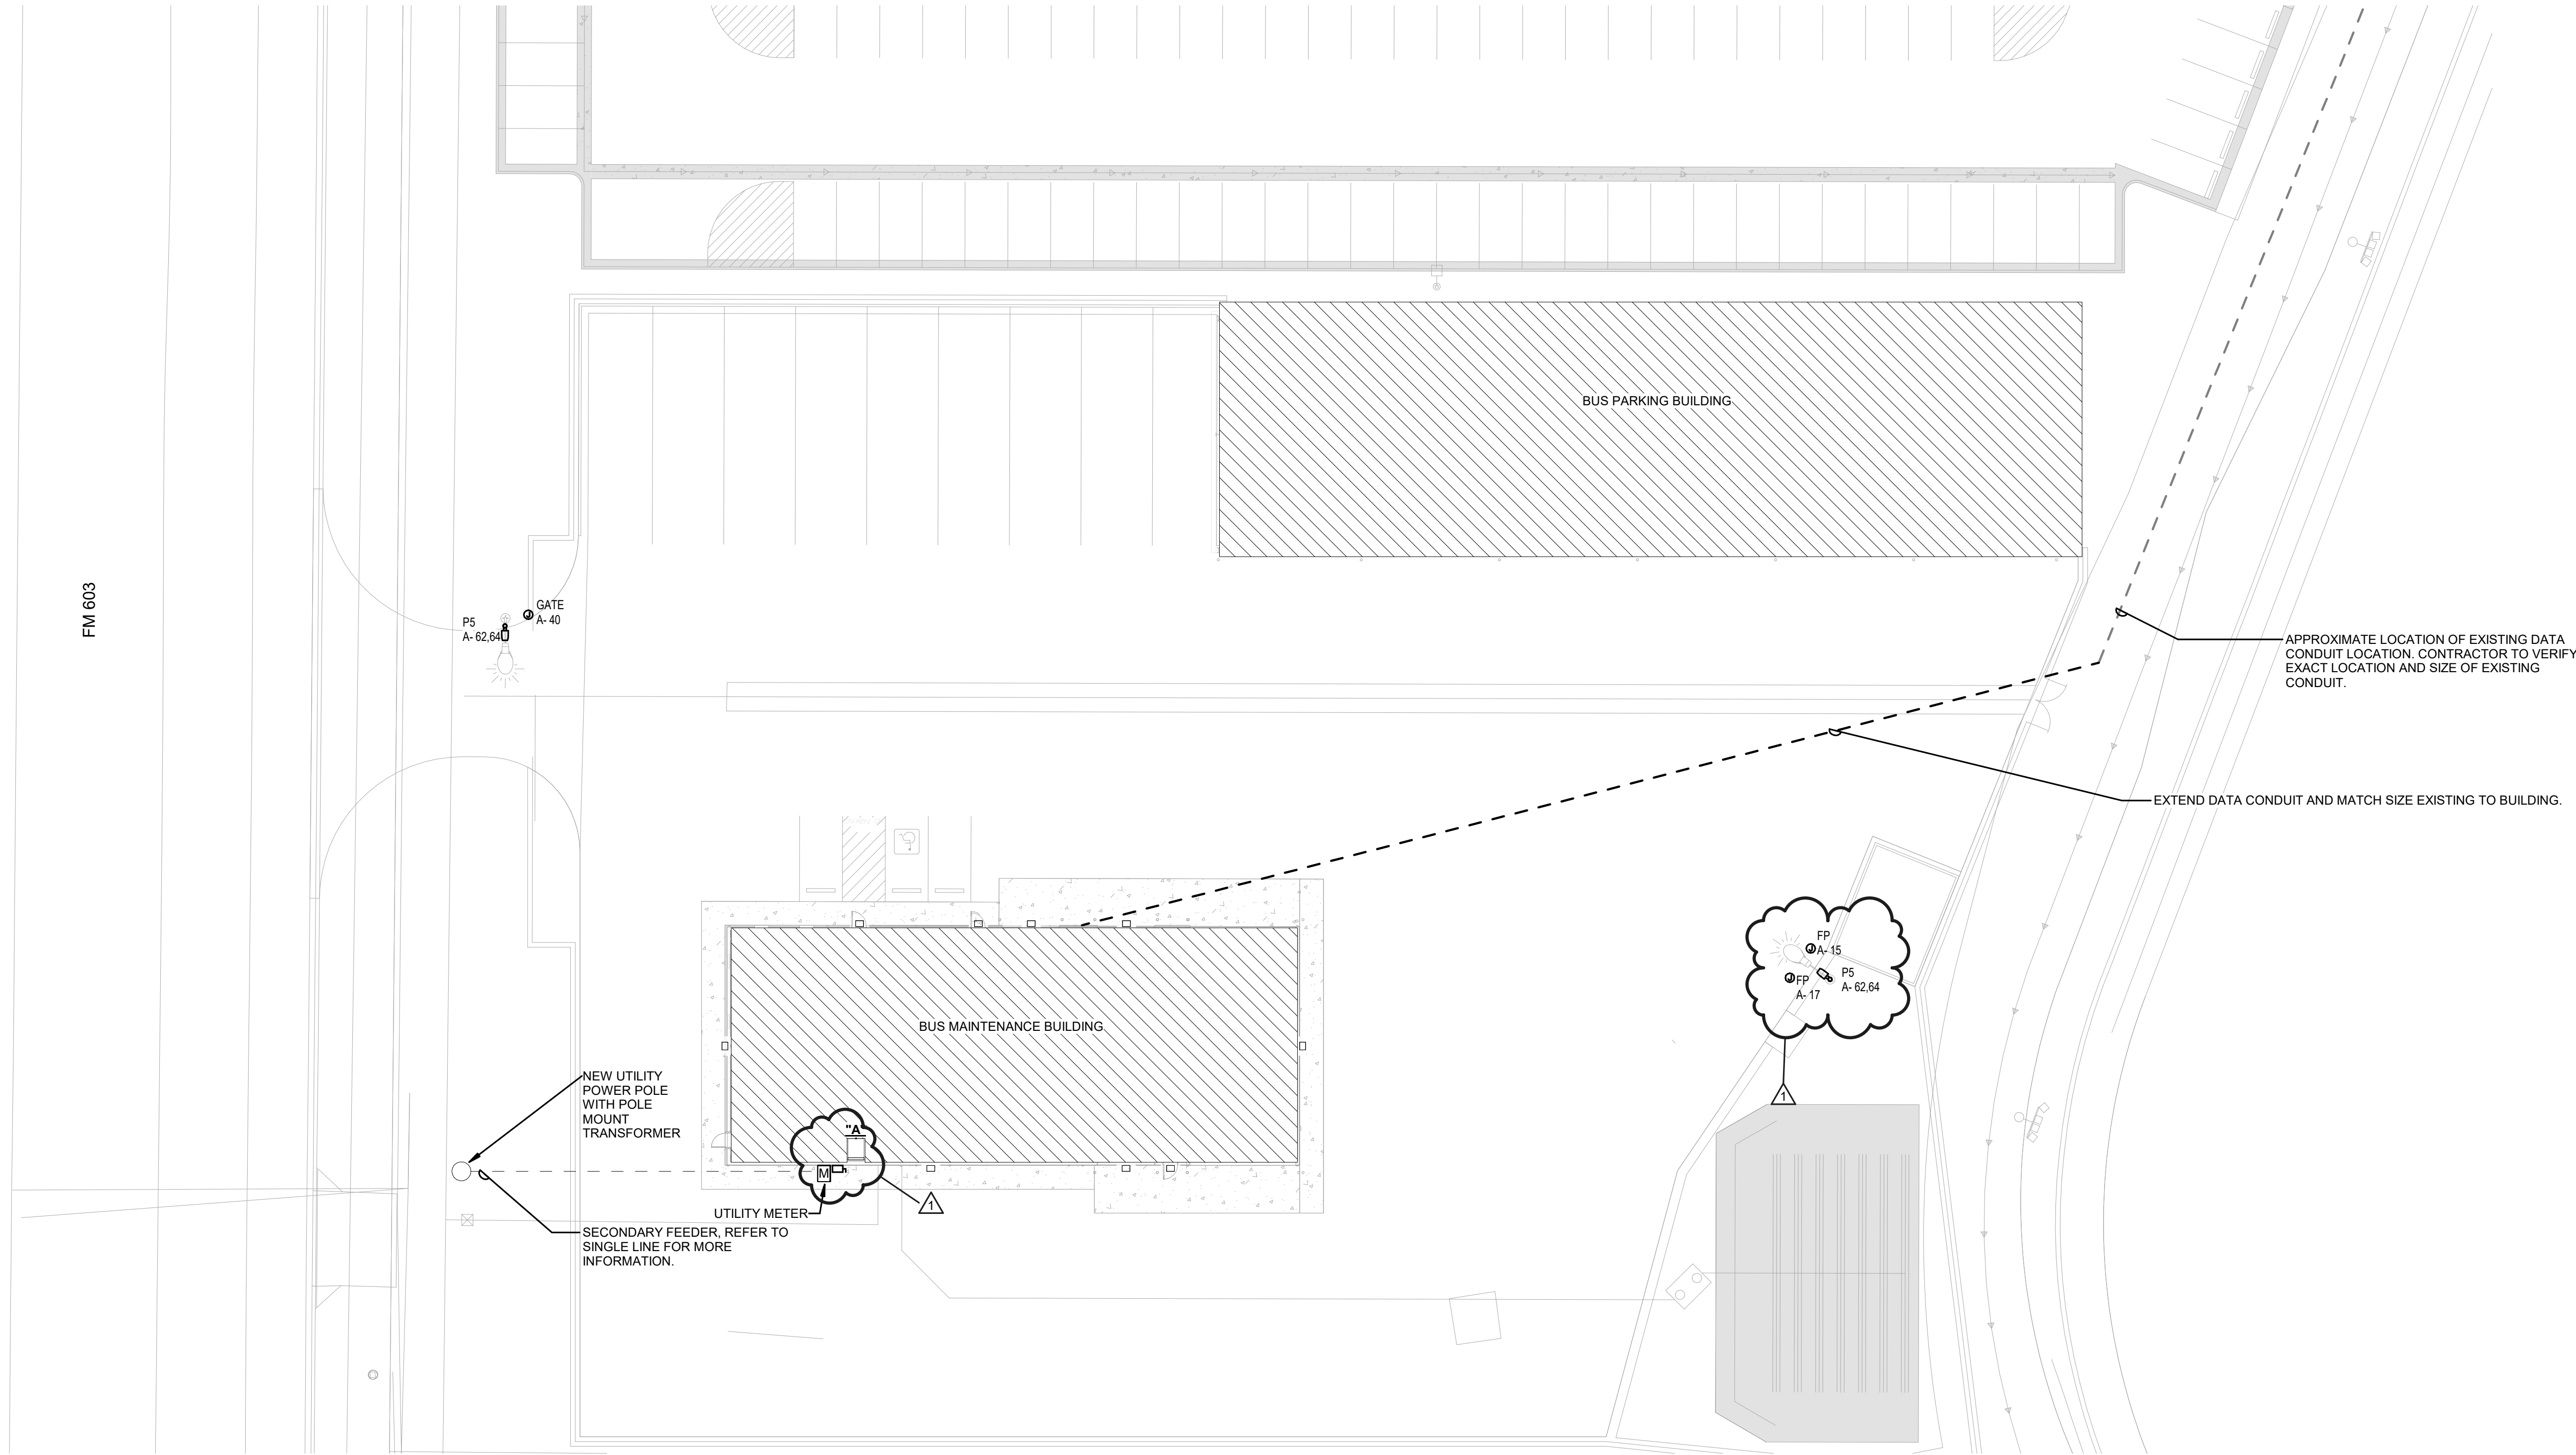 BUS PARKING BUILDING
FM 603
GATE
A- 40
P5
A- 62,64
APPROXIMATE LOCATION OF EXISTING DATA
CONDUIT LOCATION. CONTRACTOR TO VERIFY
EXACT LOCATION AND SIZE OF EXISTING
CONDUIT.
EXTEND DATA CONDUIT AND MATCH SIZE EXISTING TO BUILDING.
FP
A- 15
FP
A- 17
P5
A- 62,64
1
BUS MAINTENANCE BUILDING
NEW UTILITY
POWER POLE
WITH POLE
MOUNT
TRANSFORMER
"A"
M
1
UTILITY METER
SECONDARY FEEDER, REFER TO
SINGLE LINE FOR MORE
INFORMATION.